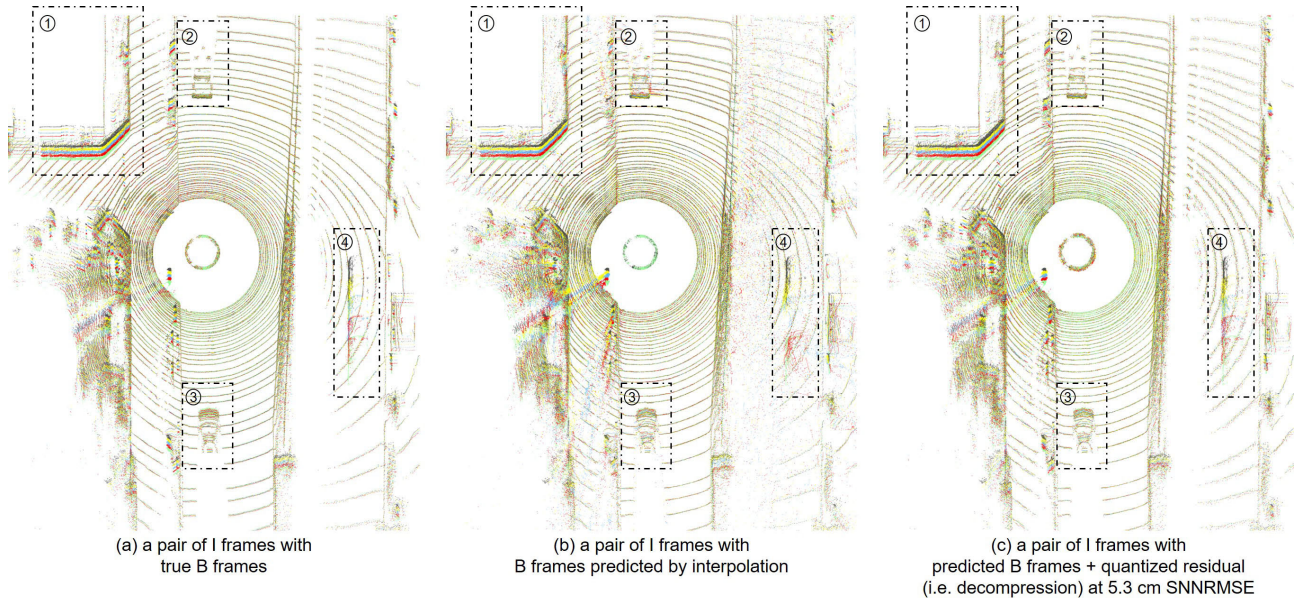 ①
②
③
④
(a) a pair of I frames with
true B frames
①
②
③
④
(b) a pair of I frames with
B frames predicted by interpolation
①
②
③
④
(c) a pair of I frames with
predicted B frames + quantized residual
(i.e. decompression) at 5.3 cm SNNRMSE